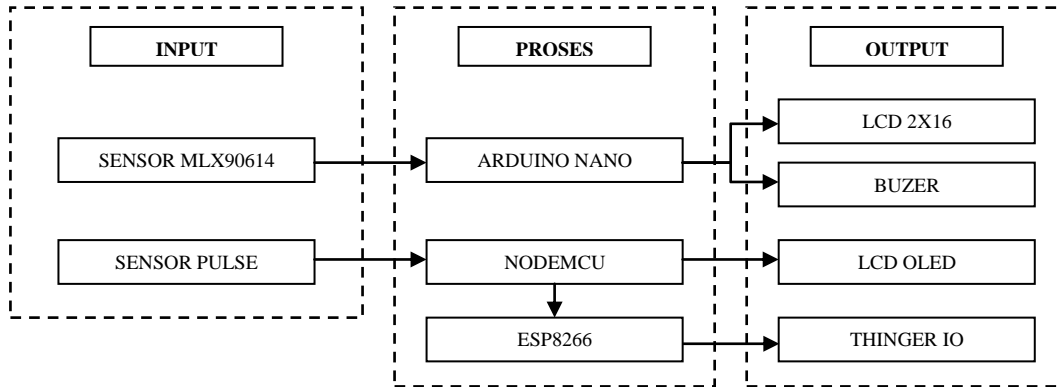 INPUT
PROSES
OUTPUT
LCD 2X16
SENSOR MLX90614
ARDUINO NANO
BUZER
SENSOR PULSE
NODEMCU
LCD OLED
ESP8266
THINGER IO